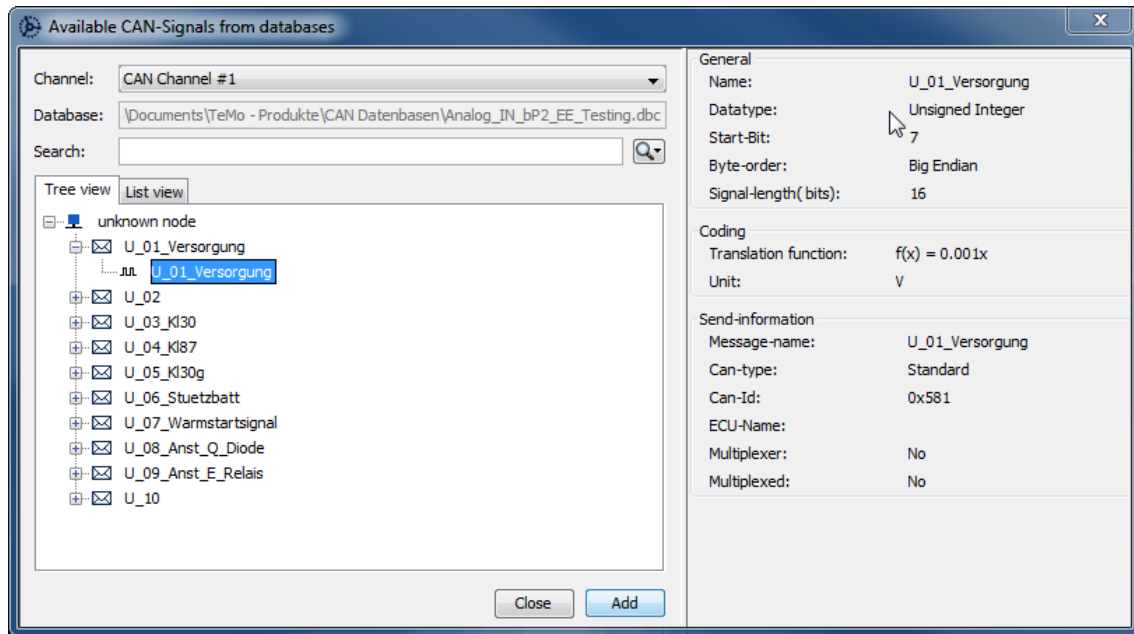 Available CAN-Signals from databases
X
Channel: CAN Channel #1
Database: \Documents\TeMo - Produkte\CAN Datenbasen\Analog_IN_bP2_EE_Testing.dbc
Search:
Tree view List view
unknown node
U_01_Versorgung
U_01_Versorgung
U_02
U_03_Kl30
U_04_Kl87
U_05_Kl30g
U_06_Stuetzbatt
U_07_Warmstartsignal
U_08_Anst_Q_Diode
U_09_Anst_E_Relais
U_10
Close Add
General
Name: U_01_Versorgung
Datatype: Unsigned Integer
Start-Bit: 7
Byte-order: Big Endian
Signal-length( bits): 16
Coding
Translation function: f(x) = 0.001x
Unit: V
Send-information
Message-name: U_01_Versorgung
Can-type: Standard
Can-Id: 0x581
ECU-Name:
Multiplexer: No
Multiplexed: No